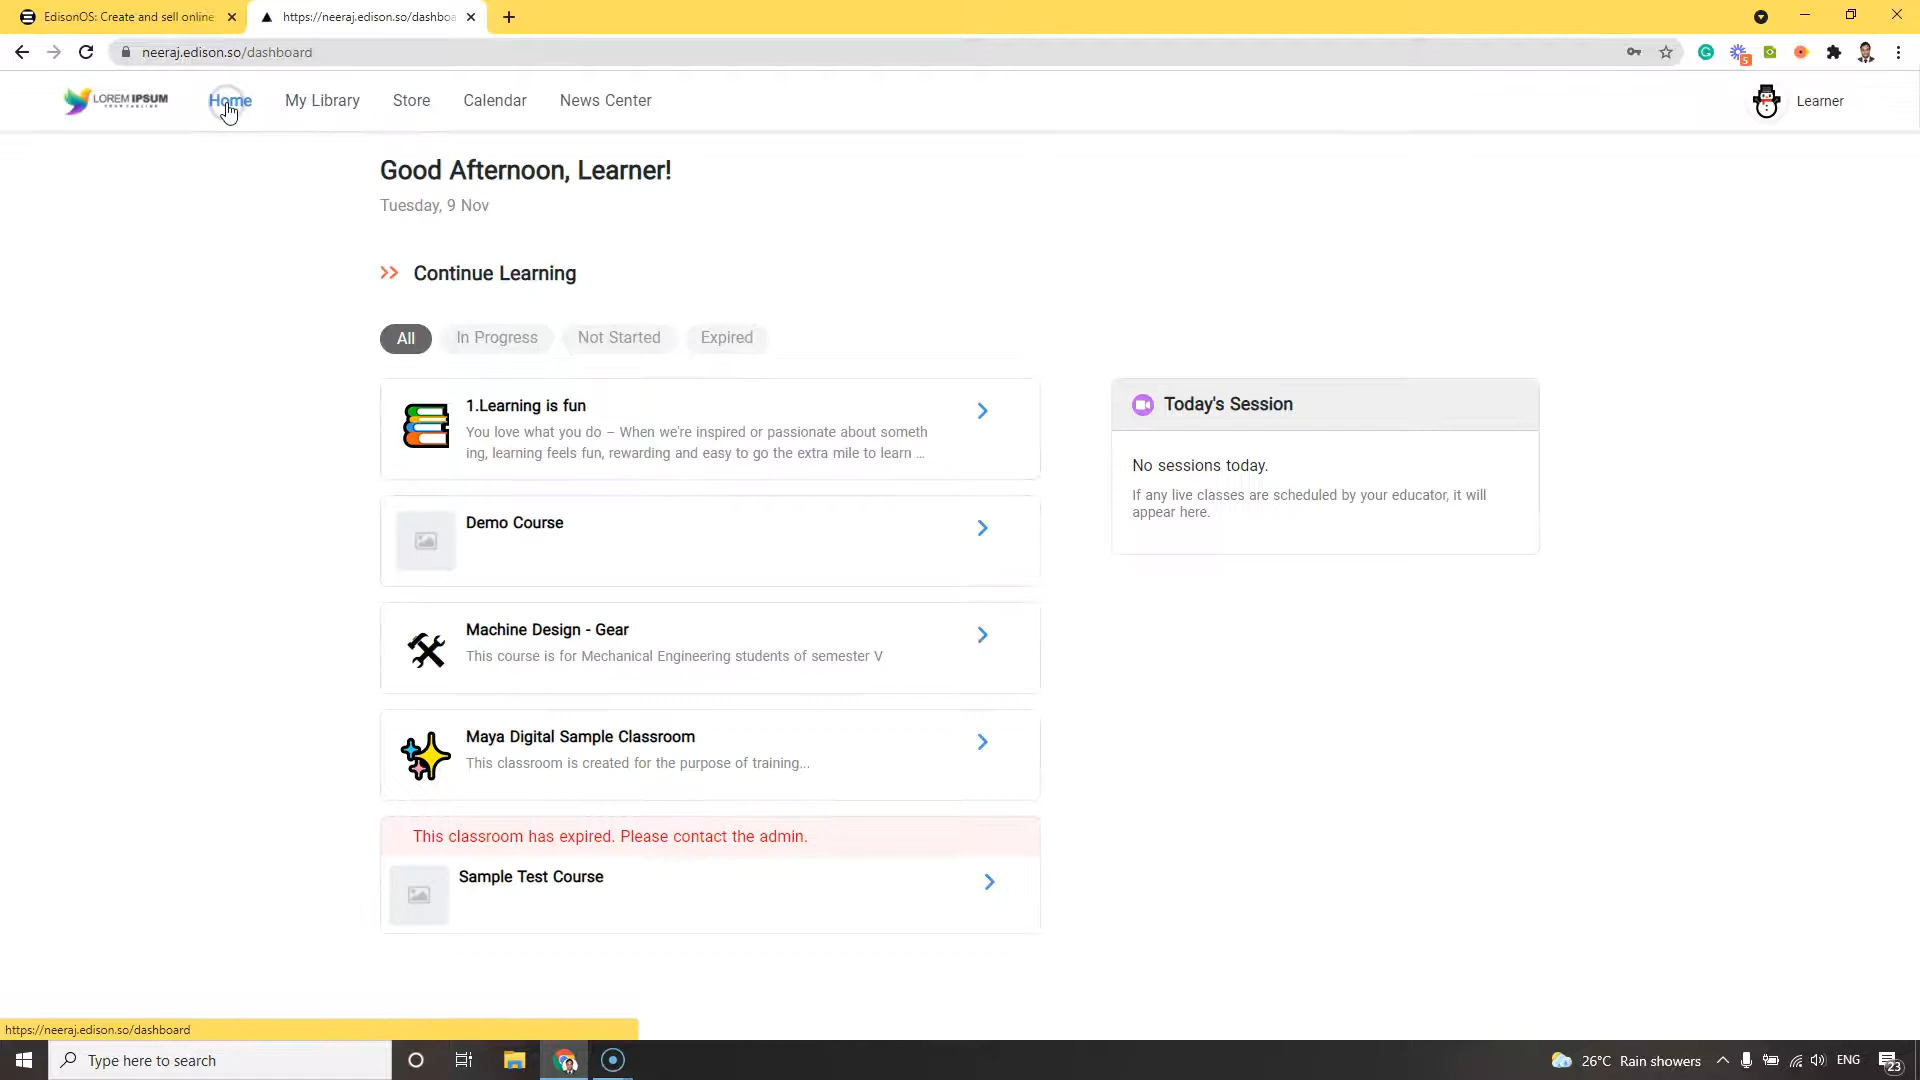 EdisonOS: Create and sell online
https://neeraj.edison.so/dashboa
neeraj.edison.so/dashboard
5
LOREM IPSUM
Home
My Library
Store
Calendar
News Center
Learner
Good Afternoon, Learner!
Tuesday, 9 Nov
Continue Learning
All
In Progress
Not Started
Expired
1.Learning is fun
You love what you do – When we're inspired or passionate about someth
ing, learning feels fun, rewarding and easy to go the extra mile to learn ...
Demo Course
Machine Design - Gear
This course is for Mechanical Engineering students of semester V
Maya Digital Sample Classroom
This classroom is created for the purpose of training...
This classroom has expired. Please contact the admin.
Sample Test Course
Today's Session
No sessions today.
If any live classes are scheduled by your educator, it will
appear here.
https://neeraj.edison.so/dashboard
Type here to search
26°C Rain showers
ENG
23